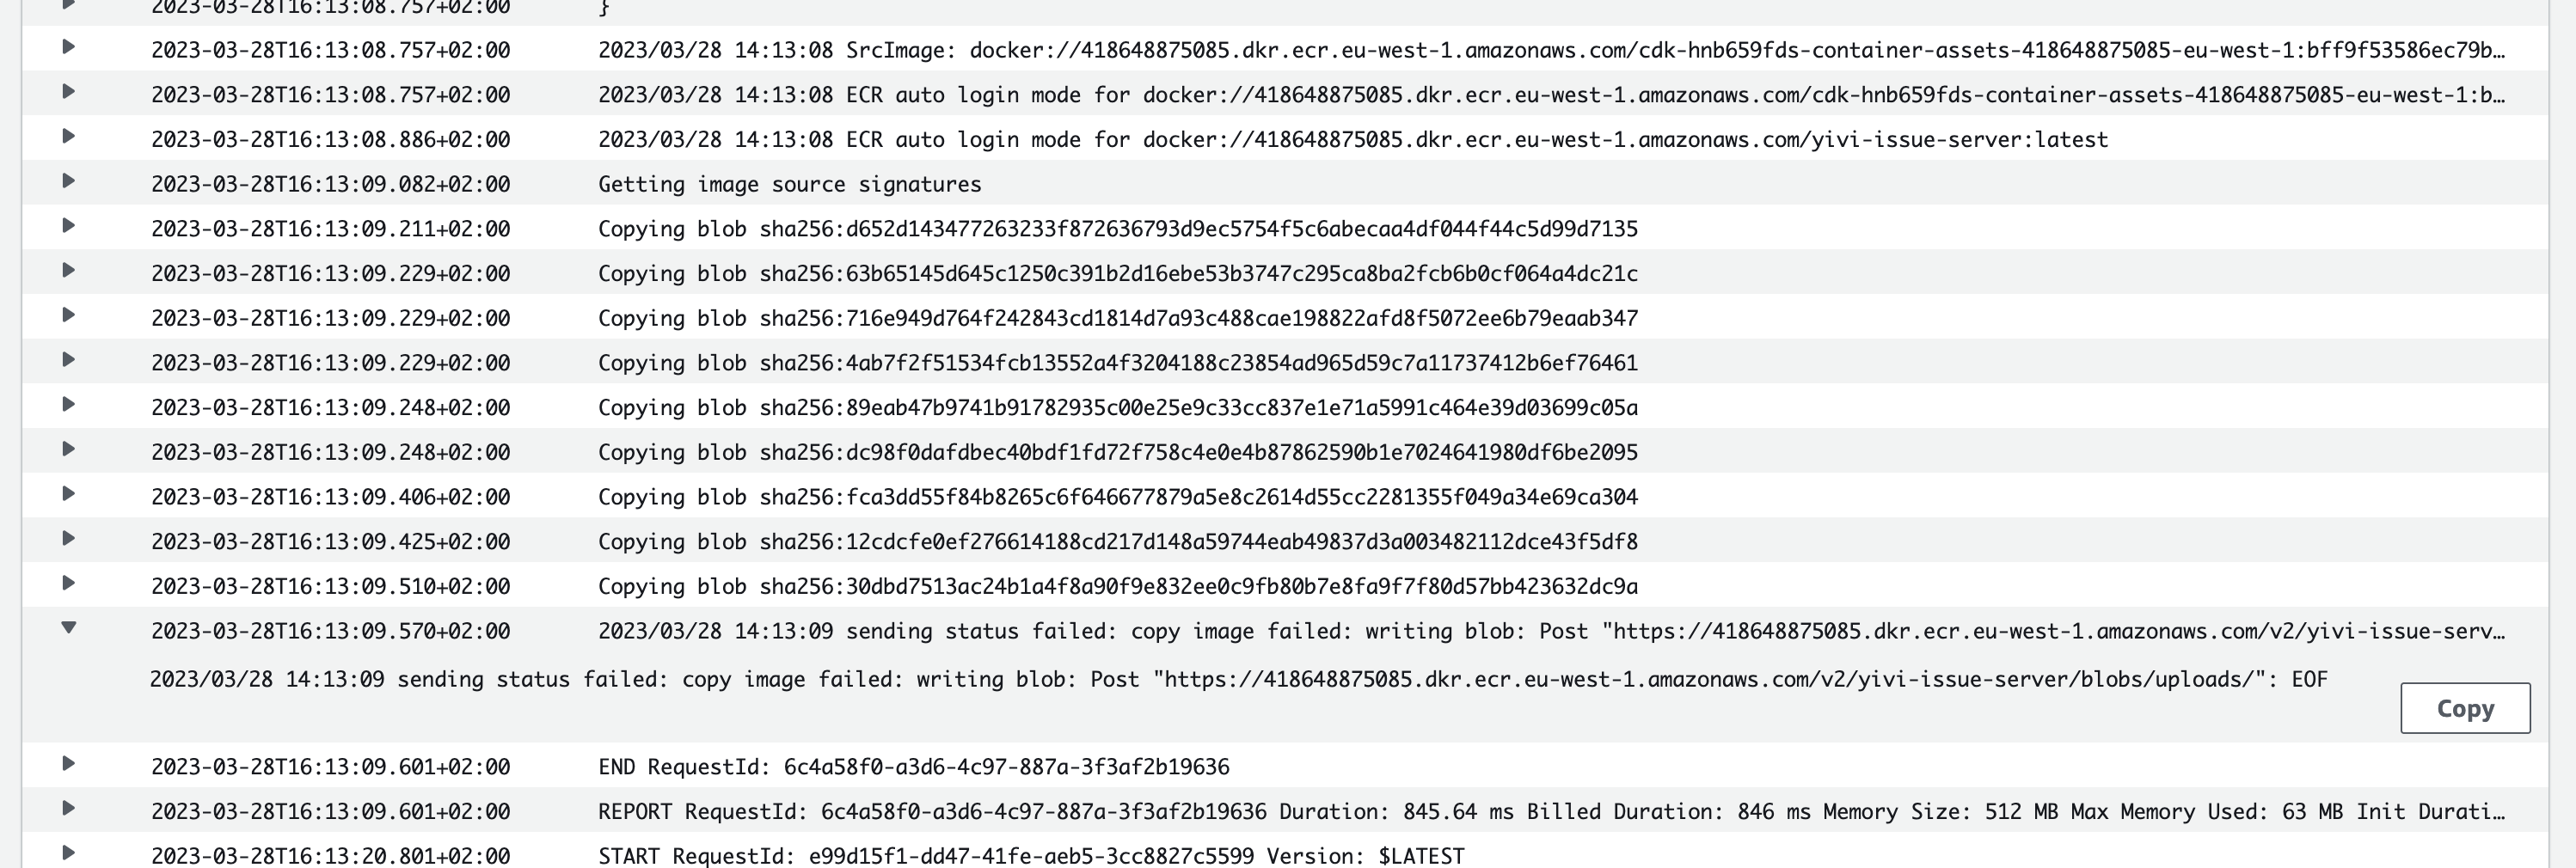 2023-03-28T16:13:08.757+02:00 }
2023-03-28T16:13:08.757+02:00 2023/03/28 14:13:08 SrcImage: docker://418648875085.dkr.ecr.eu-west-1.amazonaws.com/cdk-hnb659fds-container-assets-418648875085-eu-west-1:bff9f53586ec79b…
2023-03-28T16:13:08.757+02:00 2023/03/28 14:13:08 ECR auto login mode for docker://418648875085.dkr.ecr.eu-west-1.amazonaws.com/cdk-hnb659fds-container-assets-418648875085-eu-west-1:b…
2023-03-28T16:13:08.886+02:00 2023/03/28 14:13:08 ECR auto login mode for docker://418648875085.dkr.ecr.eu-west-1.amazonaws.com/yivi-issue-server:latest
2023-03-28T16:13:09.082+02:00 Getting image source signatures
2023-03-28T16:13:09.211+02:00 Copying blob sha256:d652d143477263233f872636793d9ec5754f5c6abecaa4df044f44c5d99d7135
2023-03-28T16:13:09.229+02:00 Copying blob sha256:63b65145d645c1250c391b2d16ebe53b3747c295ca8ba2fcb6b0cf064a4dc21c
2023-03-28T16:13:09.229+02:00 Copying blob sha256:716e949d764f242843cd1814d7a93c488cae198822afd8f5072ee6b79eaab347
2023-03-28T16:13:09.229+02:00 Copying blob sha256:4ab7f2f51534fcb13552a4f3204188c23854ad965d59c7a11737412b6ef76461
2023-03-28T16:13:09.248+02:00 Copying blob sha256:89eab47b9741b91782935c00e25e9c33cc837e1e71a5991c464e39d03699c05a
2023-03-28T16:13:09.248+02:00 Copying blob sha256:dc98f0dafdbec40bdf1fd72f758c4e0e4b87862590b1e7024641980df6be2095
2023-03-28T16:13:09.406+02:00 Copying blob sha256:fca3dd55f84b8265c6f646677879a5e8c2614d55cc2281355f049a34e69ca304
2023-03-28T16:13:09.425+02:00 Copying blob sha256:12cdcfe0ef276614188cd217d148a59744eab49837d3a003482112dce43f5df8
2023-03-28T16:13:09.510+02:00 Copying blob sha256:30dbd7513ac24b1a4f8a90f9e832ee0c9fb80b7e8fa9f7f80d57bb423632dc9a
2023-03-28T16:13:09.570+02:00 2023/03/28 14:13:09 sending status failed: copy image failed: writing blob: Post "https://418648875085.dkr.ecr.eu-west-1.amazonaws.com/v2/yivi-issue-serv…
2023/03/28 14:13:09 sending status failed: copy image failed: writing blob: Post "https://418648875085.dkr.ecr.eu-west-1.amazonaws.com/v2/yivi-issue-server/blobs/uploads/": EOF
Copy
2023-03-28T16:13:09.601+02:00 END RequestId: 6c4a58f0-a3d6-4c97-887a-3f3af2b19636
2023-03-28T16:13:09.601+02:00 REPORT RequestId: 6c4a58f0-a3d6-4c97-887a-3f3af2b19636 Duration: 845.64 ms Billed Duration: 846 ms Memory Size: 512 MB Max Memory Used: 63 MB Init Durati…
2023-03-28T16:13:20.801+02:00 START RequestId: e99d15f1-dd47-41fe-aeb5-3cc8827c5599 Version: $LATEST